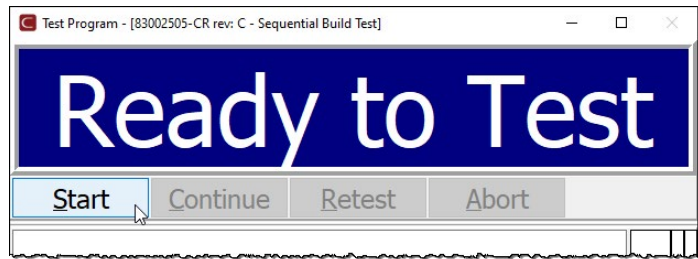 Test Program - [83002505-CR rev: C - Sequential Build Test]
Ready to Test
Start Continue Retest Abort